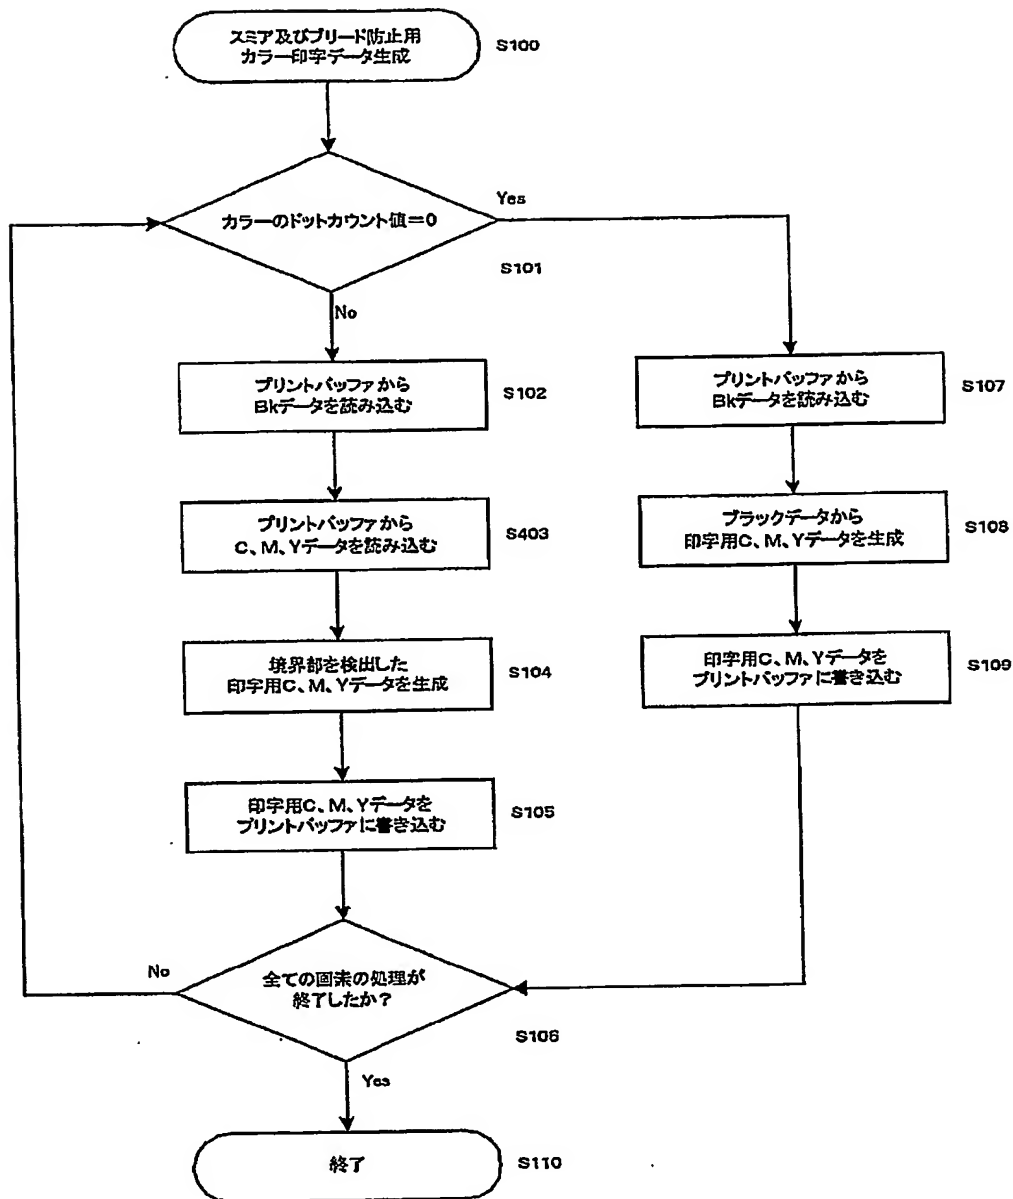 スミア及びブリード防止用
カラー印字データ生成
S100
カラーのドットカウント値＝0
Yes
S101
No
プリントバッファから
Bkデータを読み込む
S102
プリントバッファから
Bkデータを読み込む
S107
プリントバッファから
C、M、Yデータを読み込む
S403
ブラックデータから
印字用C、M、Yデータを生成
S108
境界部を検出した
印字用C、M、Yデータを生成
S104
印字用C、M、Yデータを
プリントバッファに書き込む
S109
印字用C、M、Yデータを
プリントバッファに書き込む
S105
No
全ての画素の処理が
終了したか？
S106
Yes
終了
S110